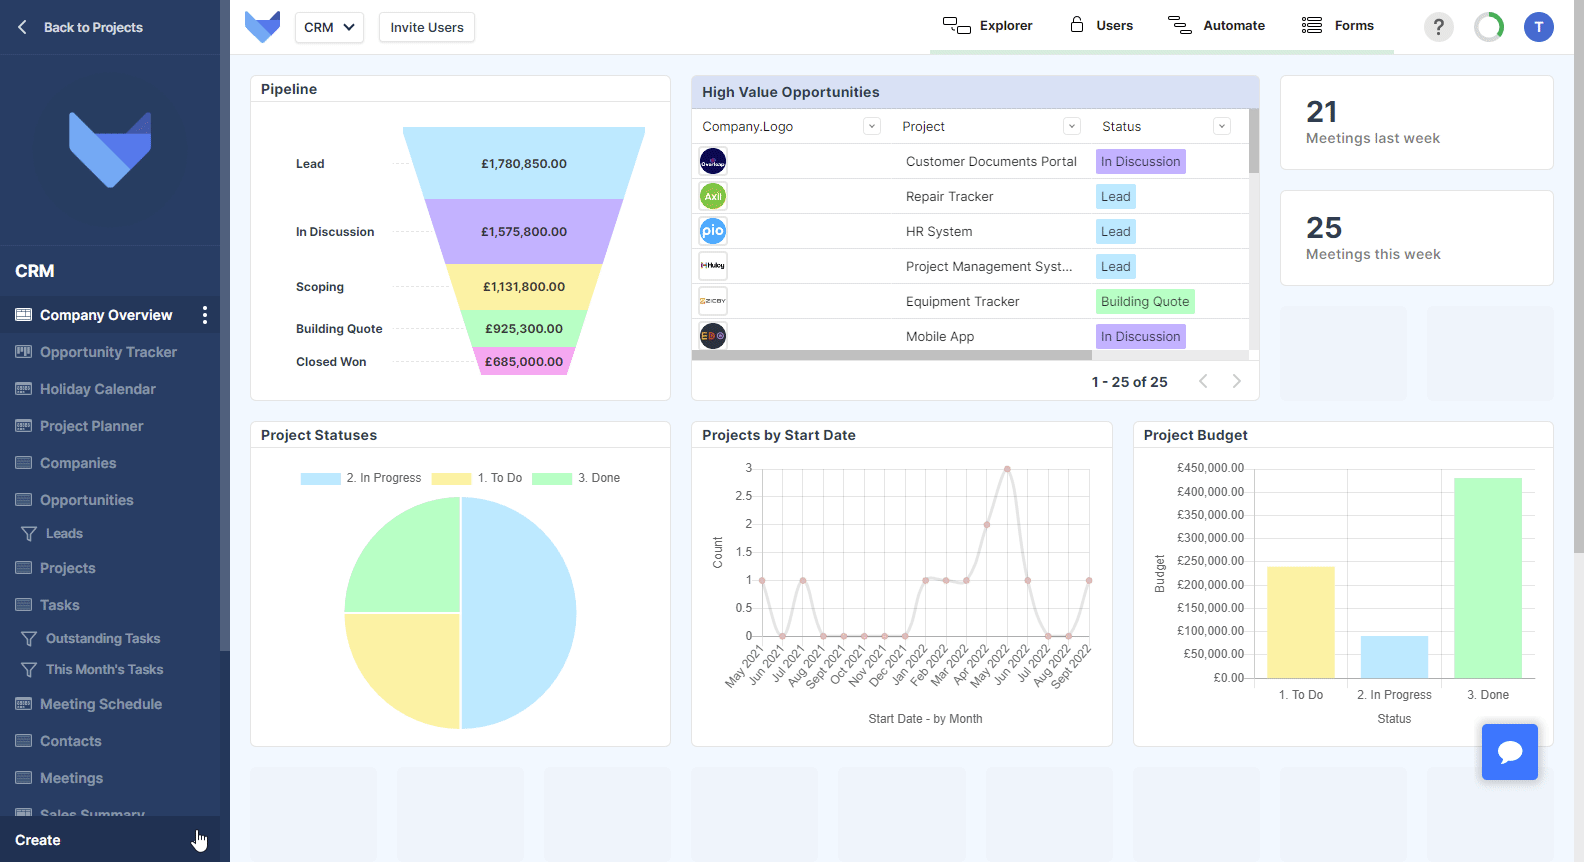 Back to Projects
CRM
Company Overview
Opportunity Tracker
Holiday Calendar
Project Planner
Companies
Opportunities
Leads
Projects
Tasks
Outstanding Tasks
This Month's Tasks
Meeting Schedule
Contacts
Meetings
Sales Summary
Create
CRM
Invite Users
Explorer
Users
Automate
Forms
?
T
Pipeline
Lead £1,780,850.00
In Discussion £1,575,800.00
Scoping £1,131,800.00
Building Quote £925,300.00
Closed Won £685,000.00
High Value Opportunities
Company.Logo Project Status
Overleap Customer Documents Portal In Discussion
Axil Repair Tracker Lead
pio HR System Lead
Huloy Project Management Syst... Lead
ZICBY Equipment Tracker Building Quote
EDO Mobile App In Discussion
1 - 25 of 25
21
Meetings last week
25
Meetings this week
Project Statuses
2. In Progress 1. To Do 3. Done
Projects by Start Date
3
2.5
2
1.5
1
0.5
0
Count
May 2021 Jun 2021 Jul 2021 Aug 2021 Sept 2021 Oct 2021 Nov 2021 Dec 2021 Jan 2022 Feb 2022 Mar 2022 Apr 2022 May 2022 Jun 2022 Jul 2022 Aug 2022 Sept 2022
Start Date - by Month
Project Budget
£450,000.00
£400,000.00
£350,000.00
£300,000.00
£250,000.00
£200,000.00
£150,000.00
£100,000.00
£50,000.00
£0.00
Budget
1. To Do 2. In Progress 3. Done
Status